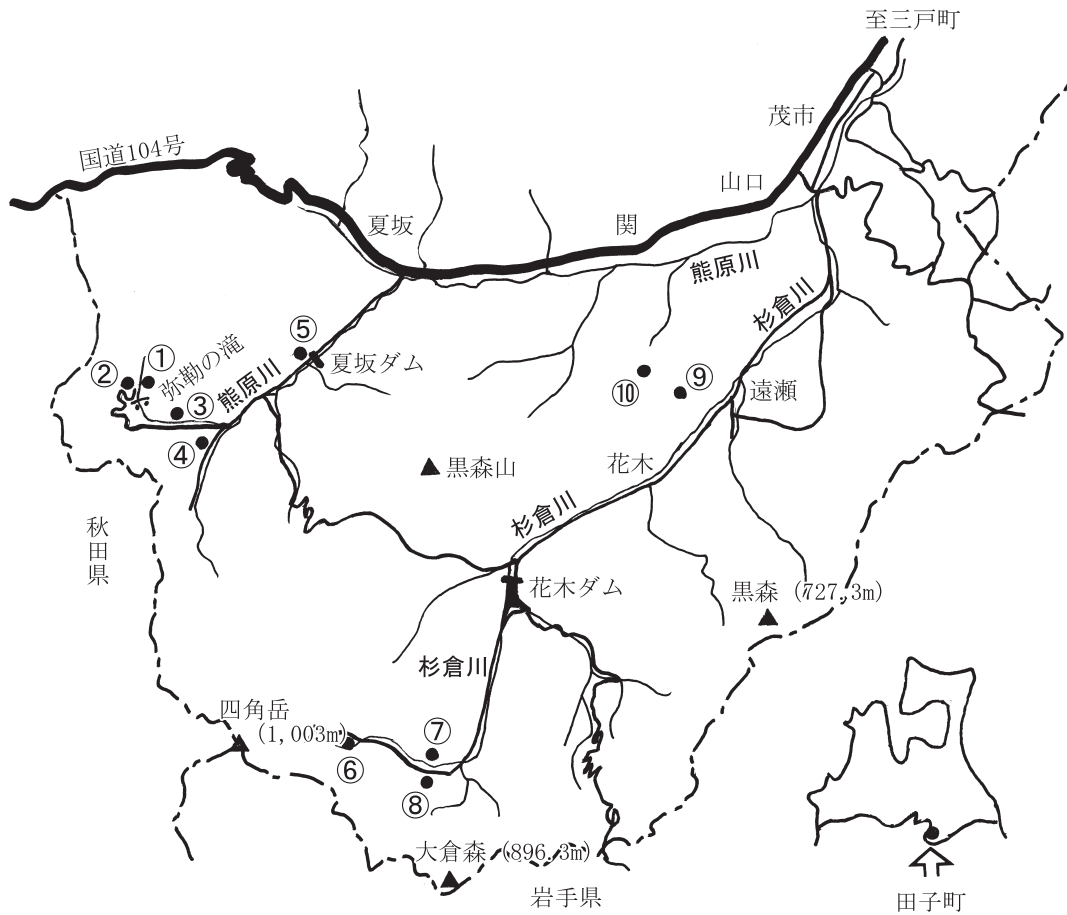 至三戸町
茂市
国道104号
山口
夏坂
関
熊原川
杉倉川
⑤
夏坂ダム
②
①
弥勒の滝
③
熊原川
④
⑩
⑨
遠瀬
花木
黒森山
杉倉川
秋田県
花木ダム
黒森 (727.3m)
杉倉川
四角岳
(1,003m)
⑦
⑥
⑧
大倉森 (896.3m)
岩手県
田子町